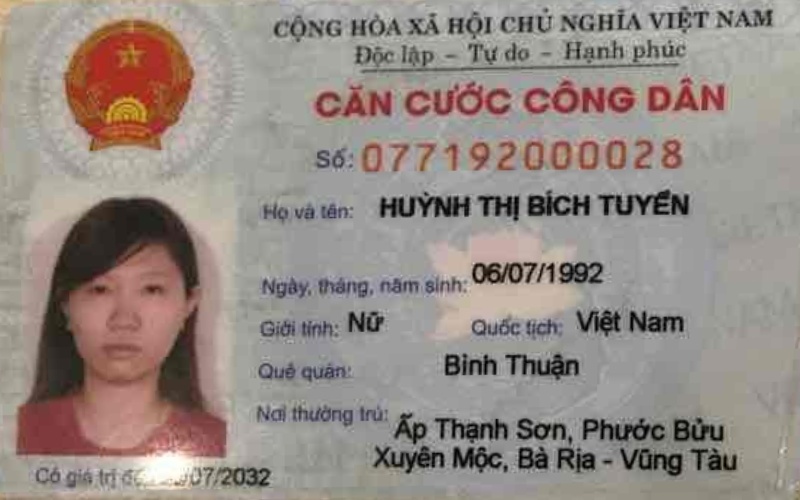 CỘNG HÒA XÃ HỘI CHỦ NGHĨA VIỆT NAM
Độc lập - Tự do - Hạnh phúc
CĂN CƯỚC CÔNG DÂN
Số: 077192000028
Họ và tên: HUỲNH THỊ BÍCH TUYỀN
Ngày, tháng, năm sinh: 06/07/1992
Giới tính: Nữ Quốc tịch: Việt Nam
Quê quán: Bình Thuận
Nơi thường trú: Ấp Thạnh Sơn, Phước Bửu
Xuyên Mộc, Bà Rịa - Vũng Tàu
Có giá trị /07/2032